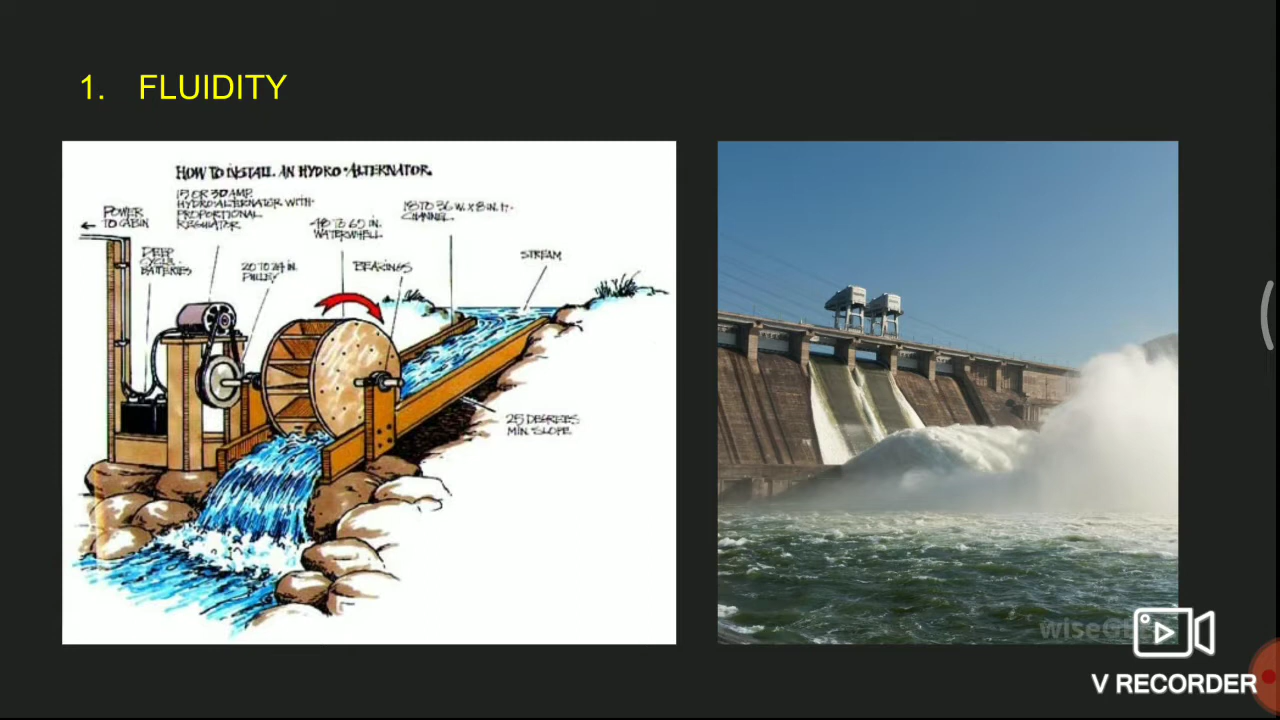 1. FLUIDITY
HOW TO INSTALL AN HYDRO-ALTERNATOR.
15 OR 30 AMP.
HYDRO ALTERNATOR WITH
PROPORTIONAL
REGULATOR
POWER
TO CABIN
DEEP
CYCLE
BATTERIES
20 TO 24 IN.
PULLEY
48 TO 60 IN.
WATERWHELL
BEARINGS
18 TO 36 W. X 8 IN. H.
CHANNEL
STREAM
25 DEGREES
MIN. SLOPE
V RECORDER